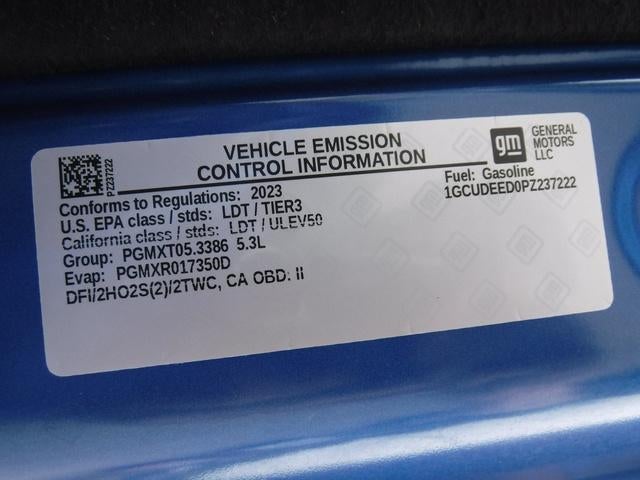 PZ237222
VEHICLE EMISSION
CONTROL INFORMATION
gm
GENERAL
MOTORS
LLC
Fuel: Gasoline
1GCUDEED0PZ237222
Conforms to Regulations: 2023
U.S. EPA class / stds: LDT / TIER3
California class / stds: LDT / ULEV50
Group: PGMXT05.3386 5.3L
Evap: PGMXR017350D
DFI/2HO2S(2)/2TWC, CA OBD: II